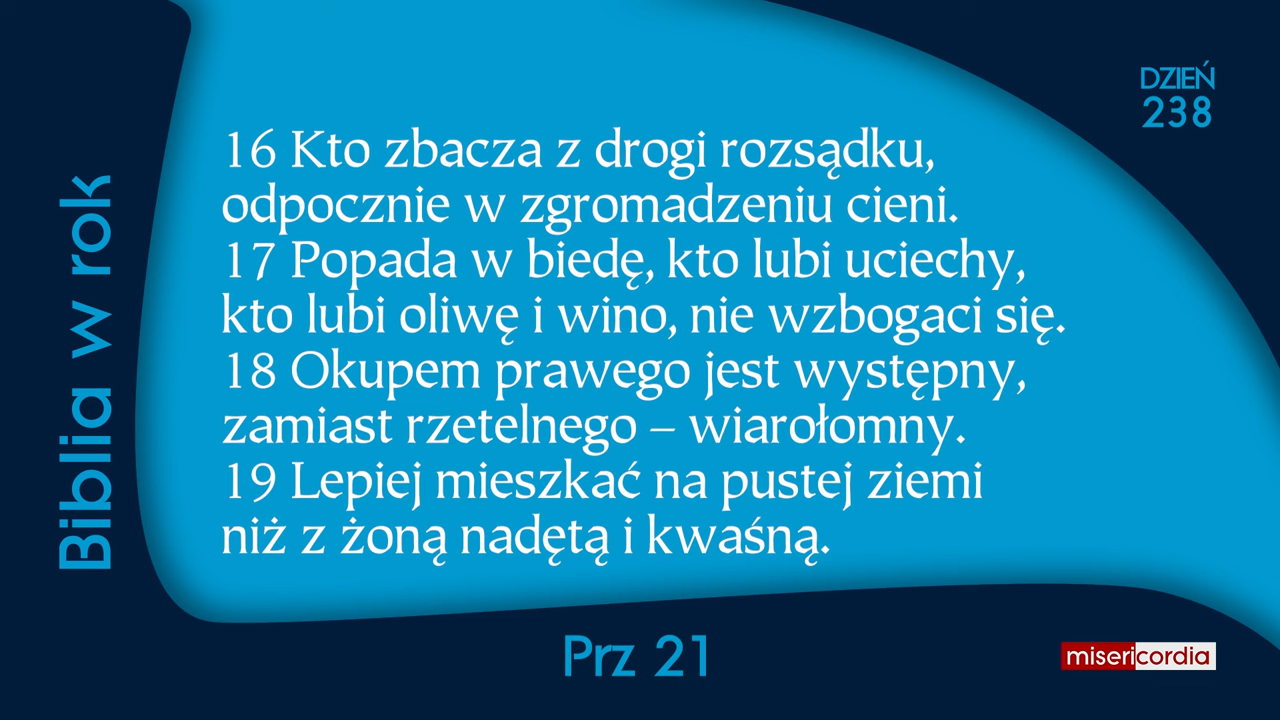 DZIEŃ
238
Biblia w rok
16 Kto zbacza z drogi rozsądku,
odpocznie w zgromadzeniu cieni.
17 Popada w biedę, kto lubi uciechy,
kto lubi oliwę i wino, nie wzbogaci się.
18 Okupem prawego jest występny,
zamiast rzetelnego – wiarołomny.
19 Lepiej mieszkać na pustej ziemi
niż z żoną nadętą i kwaśną.
Prz 21
misericordia